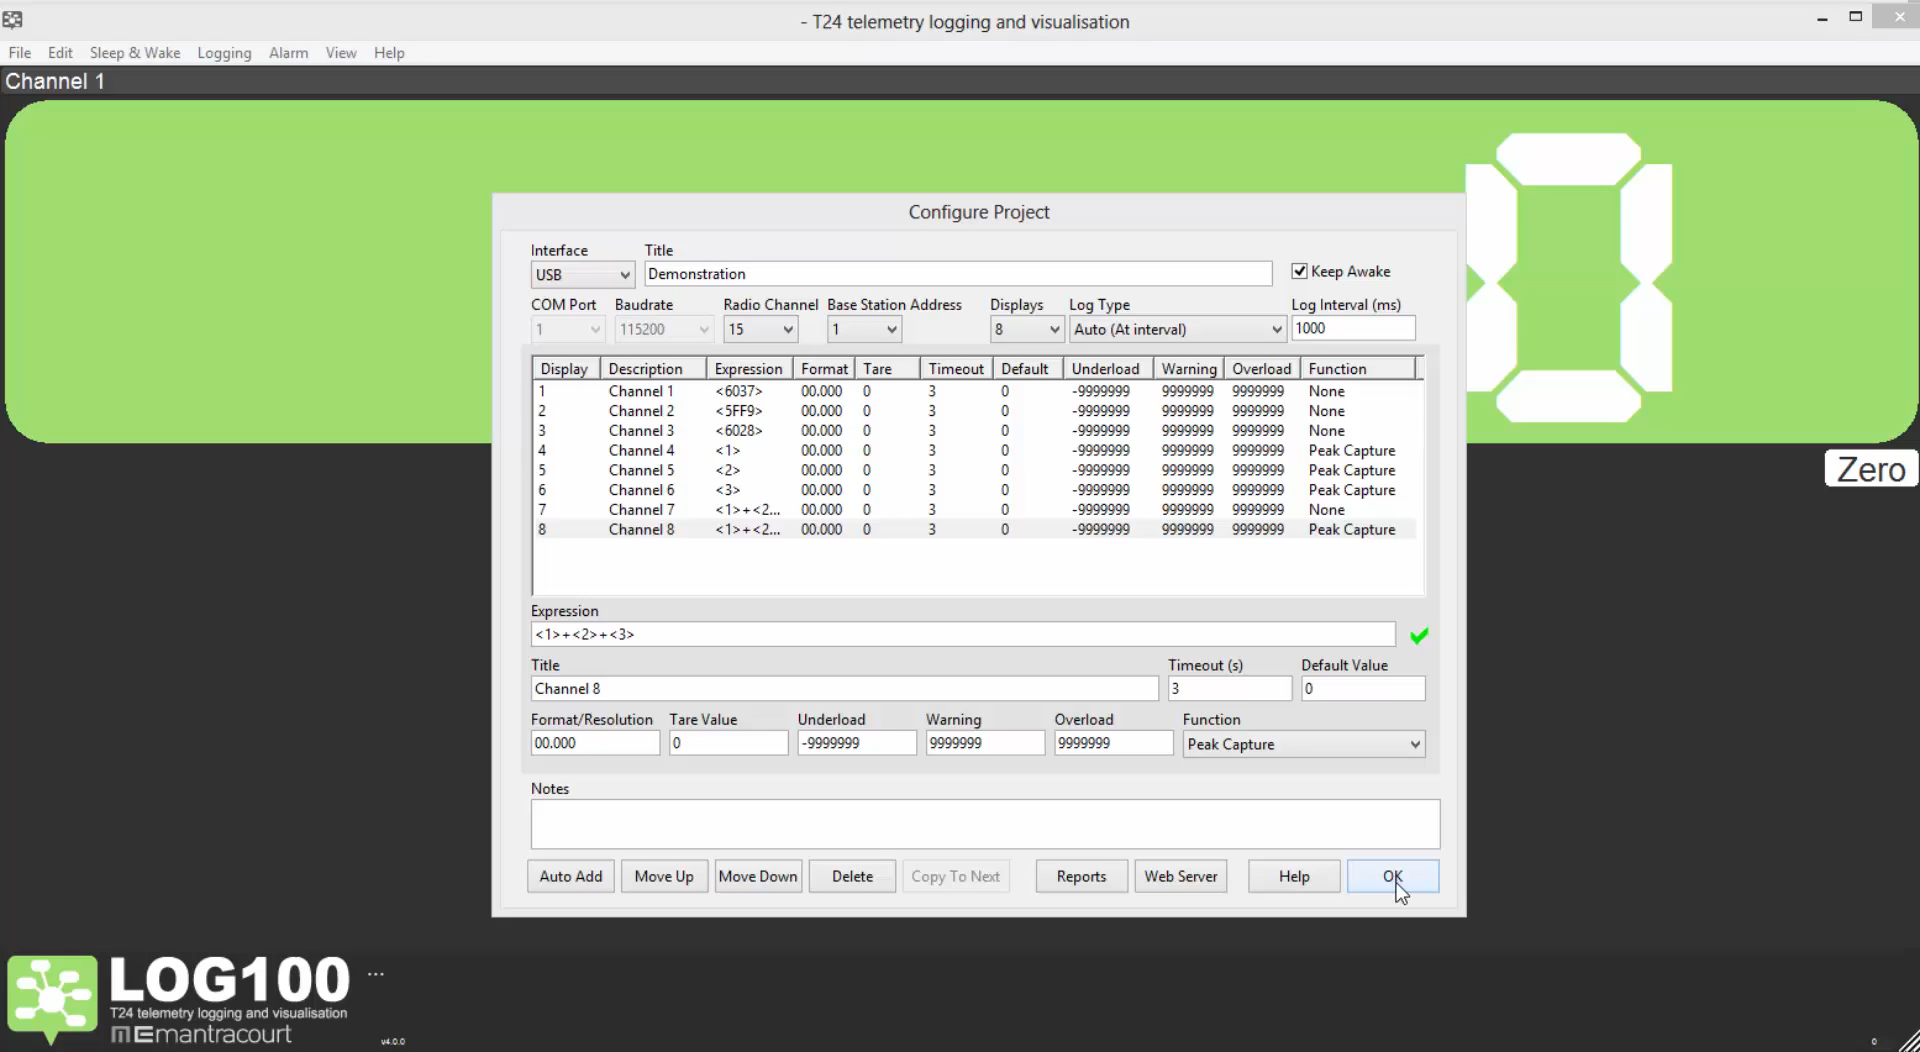 - T24 telemetry logging and visualisation
File Edit Sleep & Wake Logging Alarm View Help
Channel 1
Configure Project
Interface Title
USB Demonstration Keep Awake
COM Port Baudrate Radio Channel Base Station Address Displays Log Type Log Interval (ms)
1 115200 15 1 8 Auto (At interval) 1000
Display Description Expression Format Tare Timeout Default Underload Warning Overload Function
1 Channel 1 <6037> 00.000 0 3 0 -9999999 9999999 9999999 None
2 Channel 2 <5FF9> 00.000 0 3 0 -9999999 9999999 9999999 None
3 Channel 3 <6028> 00.000 0 3 0 -9999999 9999999 9999999 None
4 Channel 4 <1> 00.000 0 3 0 -9999999 9999999 9999999 Peak Capture
5 Channel 5 <2> 00.000 0 3 0 -9999999 9999999 9999999 Peak Capture
6 Channel 6 <3> 00.000 0 3 0 -9999999 9999999 9999999 Peak Capture
7 Channel 7 <1>+<2... 00.000 0 3 0 -9999999 9999999 9999999 None
8 Channel 8 <1>+<2... 00.000 0 3 0 -9999999 9999999 9999999 Peak Capture
Expression
<1>+<2>+<3>
Title Timeout (s) Default Value
Channel 8 3 0
Format/Resolution Tare Value Underload Warning Overload Function
00.000 0 -9999999 9999999 9999999 Peak Capture
Notes
Auto Add Move Up Move Down Delete Copy To Next Reports Web Server Help OK
0
Zero
LOG100 ...
T24 telemetry logging and visualisation
mantracourt
v4.0.0
0